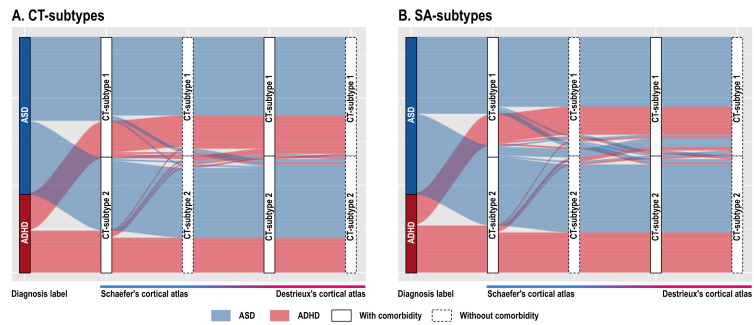 A. CT-subtypes
ASD
ADHD
CT-subtype 1
CT-subtype 2
CT-subtype 1
CT-subtype 2
CT-subtype 1
CT-subtype 2
CT-subtype 1
CT-subtype 2
Diagnosis label
Schaefer's cortical atlas
Destrieux's cortical atlas
B. SA-subtypes
ASD
ADHD
CT-subtype 1
CT-subtype 2
CT-subtype 1
CT-subtype 2
CT-subtype 1
CT-subtype 2
CT-subtype 1
CT-subtype 2
Diagnosis label
Schaefer's cortical atlas
Destrieux's cortical atlas
ASD
ADHD
With comorbidity
Withoout comorbidity